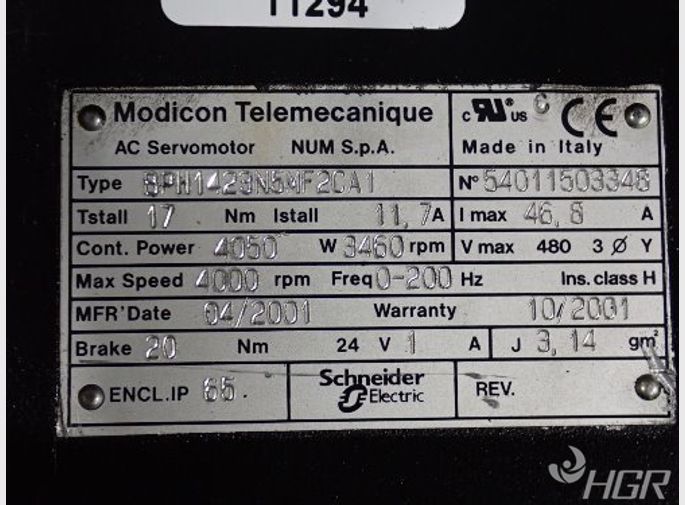 11294
Modicon Telemecanique
AC Servomotor NUM S.p.A.
c RU ® US C CE
Made in Italy
Type SPH1423N5MF2CA1
N° 54011503348
Tstall 17 Nm Istall 11,7 A
I max 46,8 A
Cont. Power 4050 W 3460 rpm
V max 480 3 Ø Y
Max Speed 4000 rpm Freq 0-200 Hz Ins. class H
MFR'Date 04/2001 Warranty 10/2001
Brake 20 Nm 24 V 1 A J 3,14 gm²
ENCL.IP 65.
Schneider
Electric
REV.
HGR